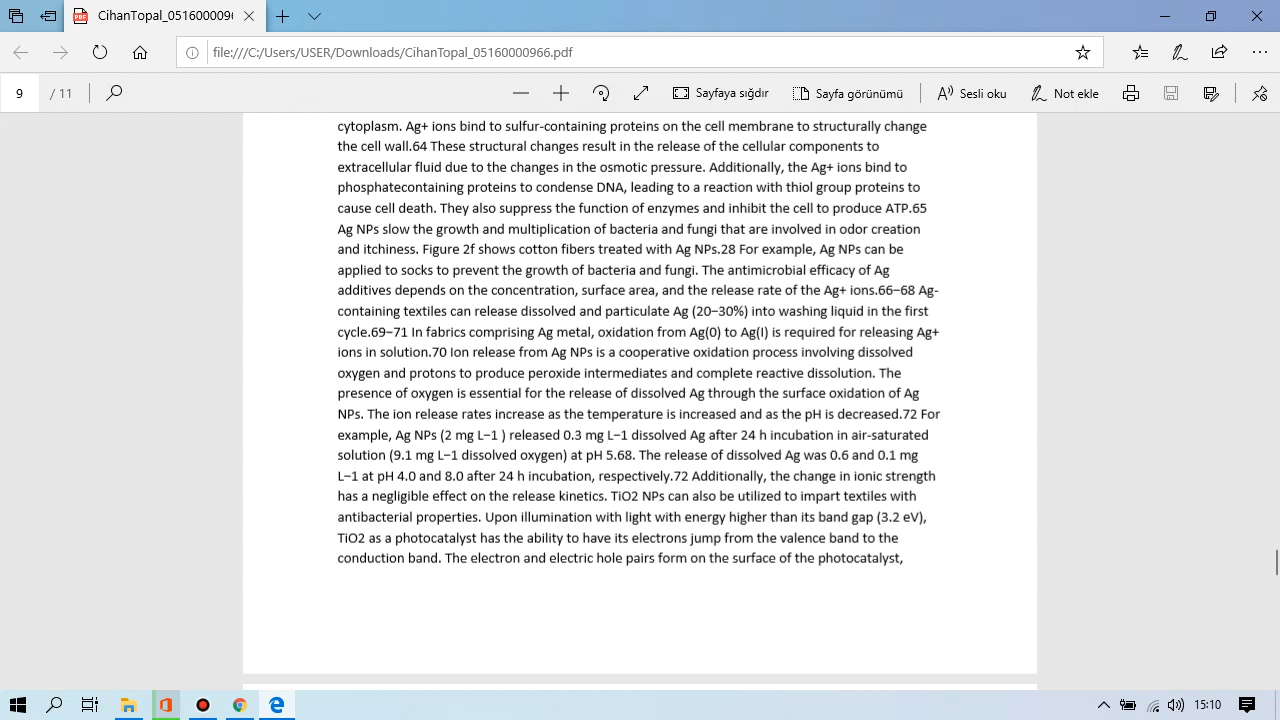 CihanTopal_0516000096
file:///C:/Users/USER/Downloads/CihanTopal_05160000966.pdf
9 / 11
Sayfaya sığdır
Sayfa görünümü
Sesli oku
Not ekle
cytoplasm. Ag+ ions bind to sulfur-containing proteins on the cell membrane to structurally change
the cell wall.64 These structural changes result in the release of the cellular components to
extracellular fluid due to the changes in the osmotic pressure. Additionally, the Ag+ ions bind to
phosphatecontaining proteins to condense DNA, leading to a reaction with thiol group proteins to
cause cell death. They also suppress the function of enzymes and inhibit the cell to produce ATP.65
Ag NPs slow the growth and multiplication of bacteria and fungi that are involved in odor creation
and itchiness. Figure 2f shows cotton fibers treated with Ag NPs.28 For example, Ag NPs can be
applied to socks to prevent the growth of bacteria and fungi. The antimicrobial efficacy of Ag
additives depends on the concentration, surface area, and the release rate of the Ag+ ions.66−68 Ag-
containing textiles can release dissolved and particulate Ag (20−30%) into washing liquid in the first
cycle.69−71 In fabrics comprising Ag metal, oxidation from Ag(0) to Ag(I) is required for releasing Ag+
ions in solution.70 Ion release from Ag NPs is a cooperative oxidation process involving dissolved
oxygen and protons to produce peroxide intermediates and complete reactive dissolution. The
presence of oxygen is essential for the release of dissolved Ag through the surface oxidation of Ag
NPs. The ion release rates increase as the temperature is increased and as the pH is decreased.72 For
example, Ag NPs (2 mg L−1 ) released 0.3 mg L−1 dissolved Ag after 24 h incubation in air-saturated
solution (9.1 mg L−1 dissolved oxygen) at pH 5.68. The release of dissolved Ag was 0.6 and 0.1 mg
L−1 at pH 4.0 and 8.0 after 24 h incubation, respectively.72 Additionally, the change in ionic strength
has a negligible effect on the release kinetics. TiO2 NPs can also be utilized to impart textiles with
antibacterial properties. Upon illumination with light with energy higher than its band gap (3.2 eV),
TiO2 as a photocatalyst has the ability to have its electrons jump from the valence band to the
conduction band. The electron and electric hole pairs form on the surface of the photocatalyst,
15:10